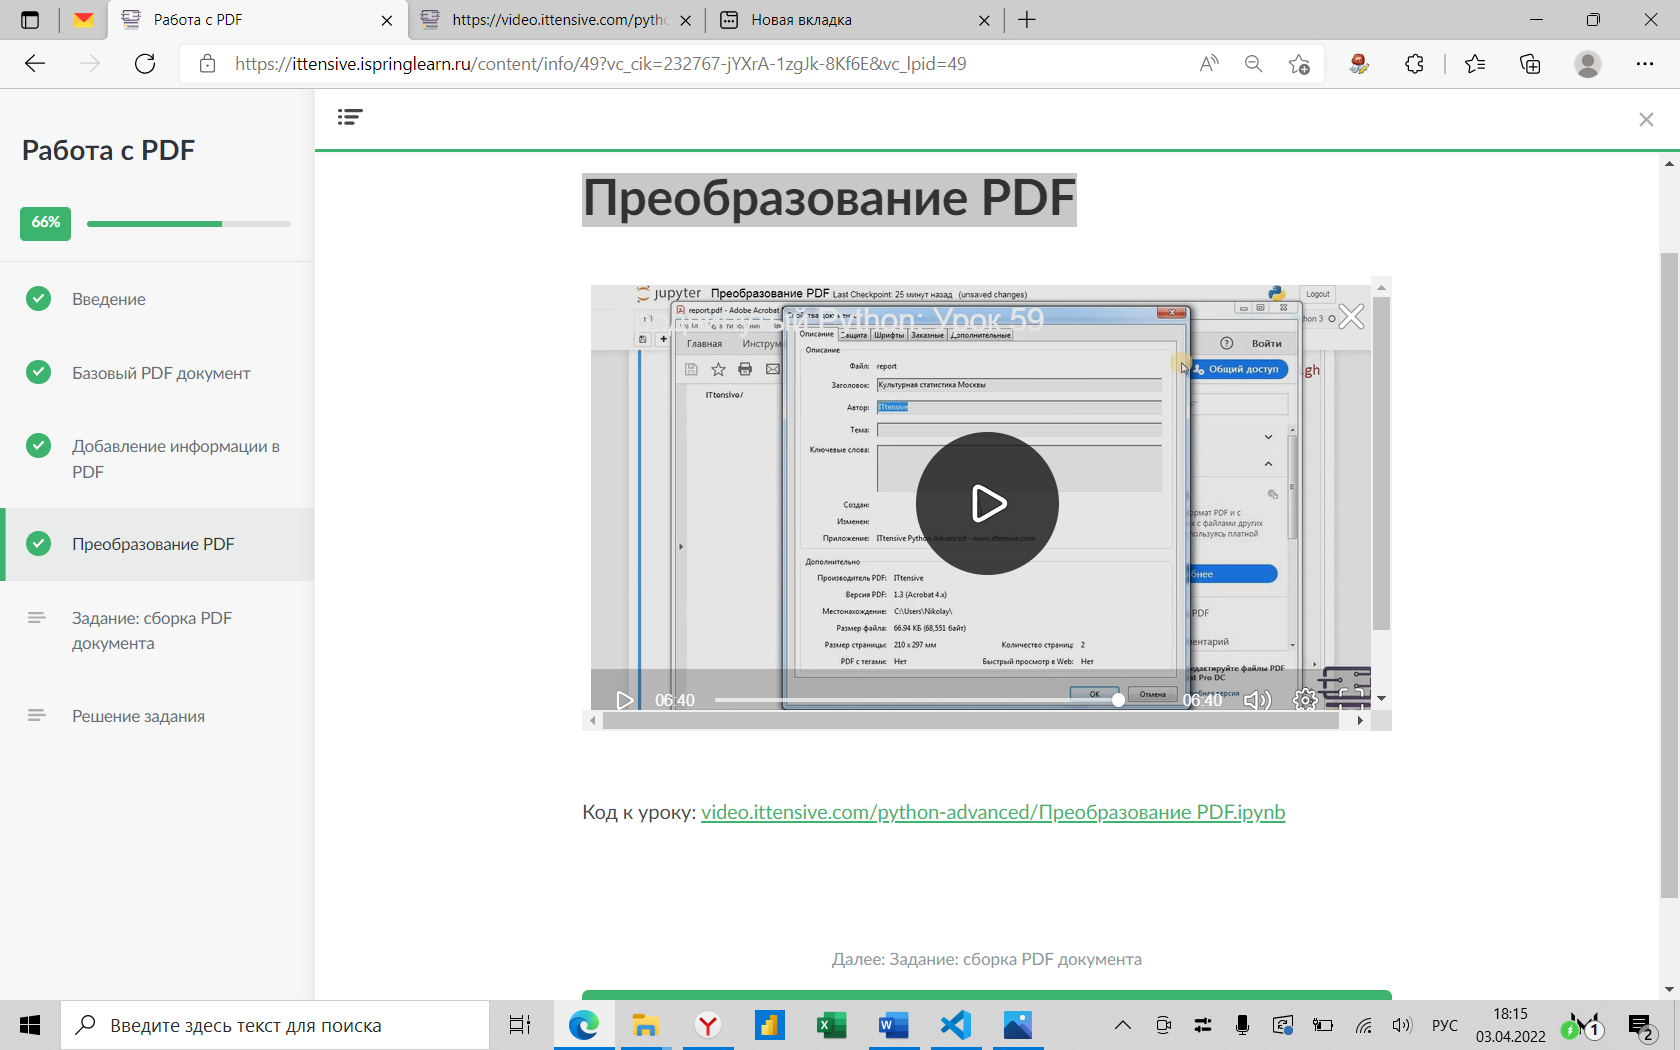 Работа с PDF
https://video.ittensive.com/pytho
Новая вкладка
https://ittensive.ispringlearn.ru/content/info/49?vc_cik=232767-jYXrA-1zgJk-8Kf6E&vc_lpid=49
Работа с PDF
66%
Введение
Базовый PDF документ
Добавление информации в
PDF
Преобразование PDF
Задание: сборка PDF
документа
Решение задания
Преобразование PDF
jupyter Преобразование PDF Last Checkpoint: 25 минут назад (unsaved changes)
Logout
report.pdf - Adobe Acrobat
Python: Урок 59
Главная
Войти
Описание Защита Шрифты Заказные Дополнительные
Описание
Файл: report
Общий доступ
Заголовок: Культурная статистика Москвы
ITtensive/
Автор: ITtensive
Тема:
Ключевые слова:
Создан:
Изменен:
Приложение: ITtensive Python Advanced - www.ittensive.com
Дополнительно
Производитель PDF: ITtensive
Версия PDF: 1.3 (Acrobat 4.x)
Местонахождение: C:\Users\Nikolay\
Размер файла: 66.94 КБ (68,551 байт)
Размер страницы: 210 x 297 мм Количество страниц: 2
PDF с тегами: Нет Быстрый просмотр в Web: Нет
OK Отмена
06:40
06:40
Код к уроку: video.ittensive.com/python-advanced/Преобразование PDF.ipynb
Далее: Задание: сборка PDF документа
Введите здесь текст для поиска
РУС
18:15
03.04.2022
1
2